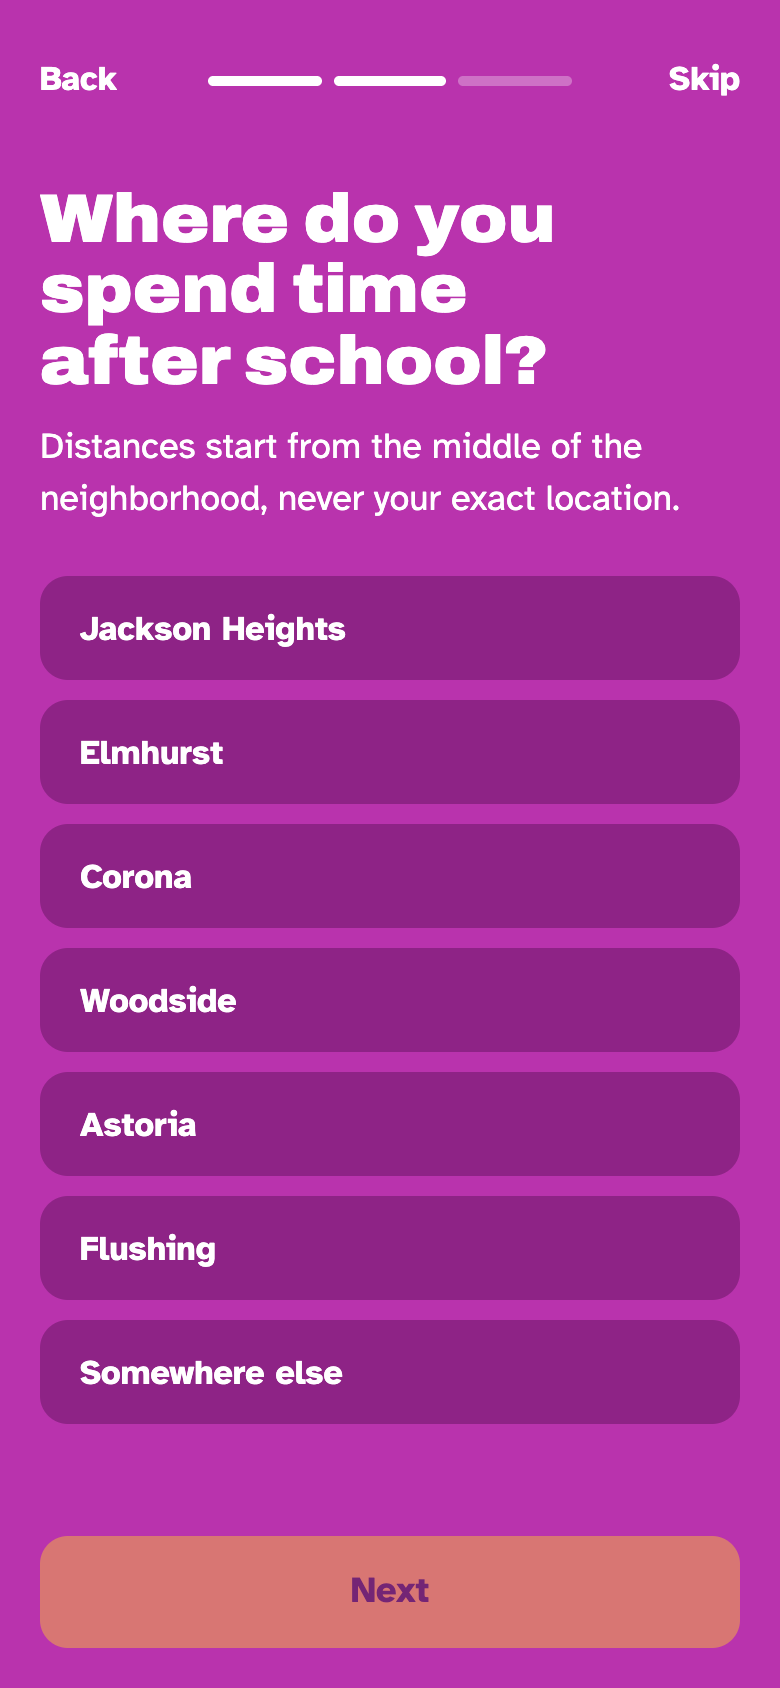 Back
Skip
Where do you
spend time
after school?
Distances start from the middle of the
neighborhood, never your exact location.
Jackson Heights
Elmhurst
Corona
Woodside
Astoria
Flushing
Somewhere else
Next